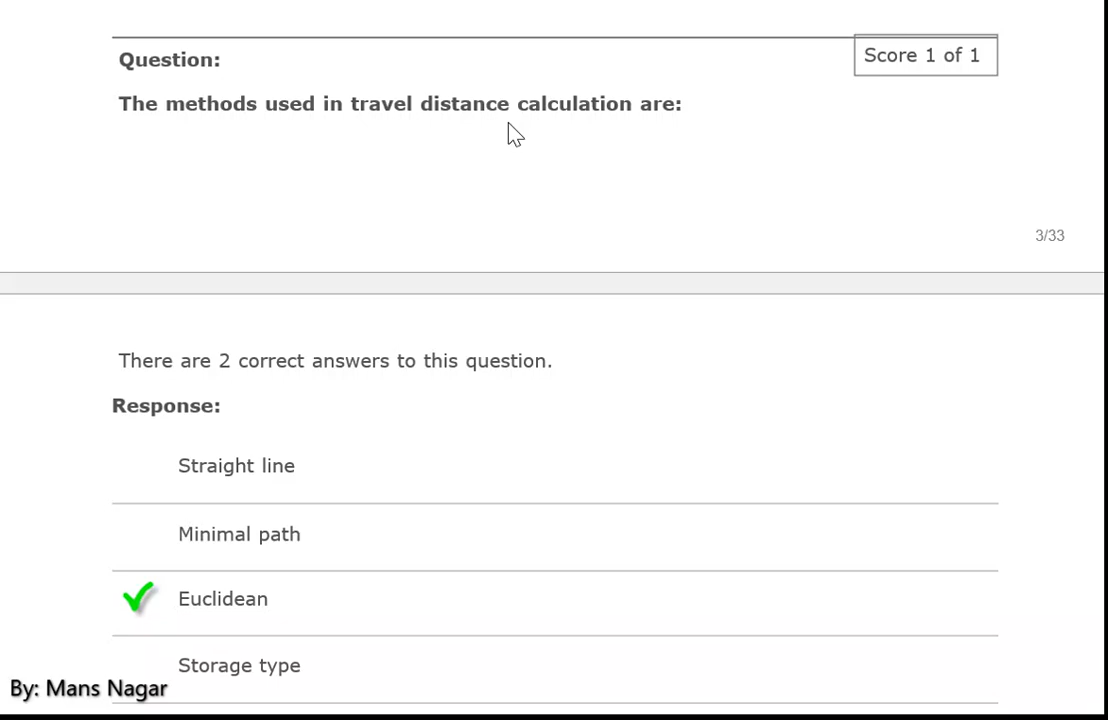 Question:
Score 1 of 1
The methods used in travel distance calculation are:
3/33
There are 2 correct answers to this question.
Response:
Straight line
Minimal path
Euclidean
Storage type
By: Mans Nagar